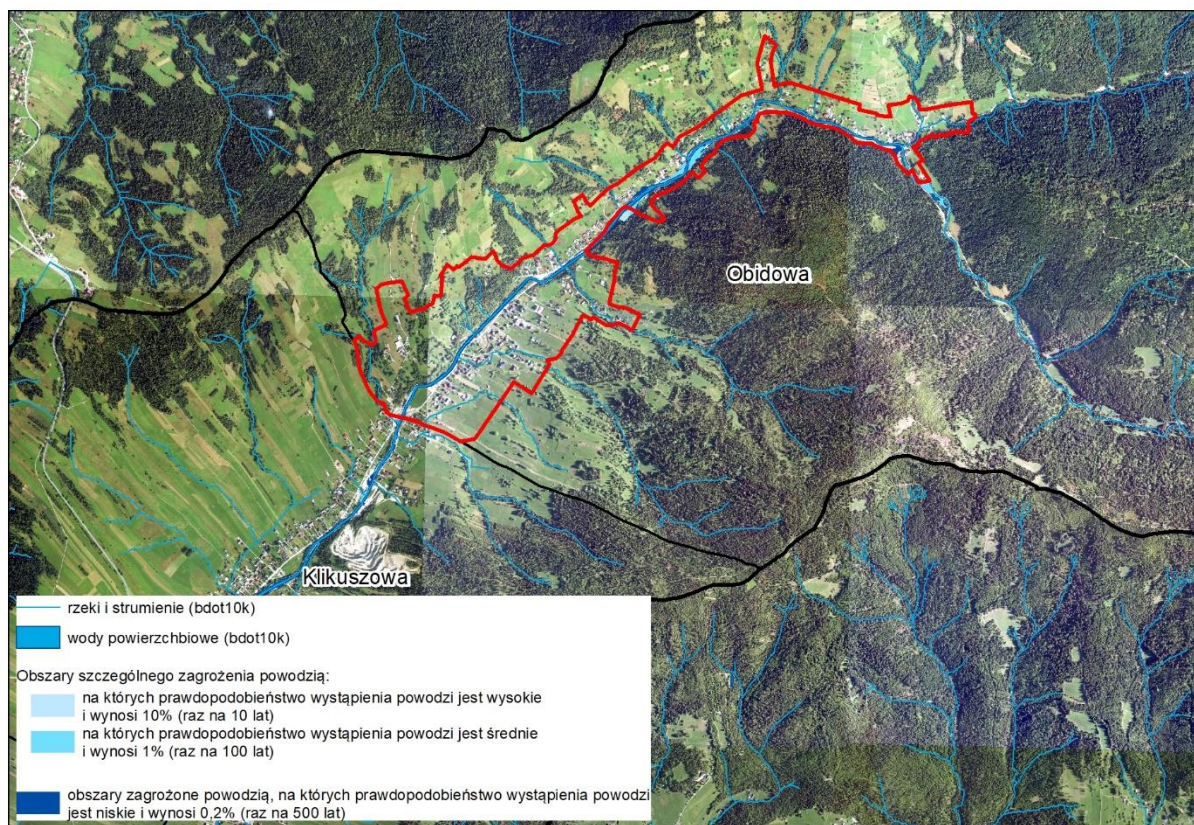 Obidowa
Klikuszowa
rzeki i strumienie (bdot10k)
wody powierzchbiowe (bdot10k)
Obszary szczególnego zagrożenia powodzią:
na których prawdopodobieństwo wystąpienia powodzi jest wysokie
i wynosi 10% (raz na 10 lat)
na których prawdopodobieństwo wystąpienia powodzi jest średnie
i wynosi 1% (raz na 100 lat)
obszary zagrożone powodzią, na których prawdopodobieństwo wystąpienia powodzi
jest niskie i wynosi 0,2% (raz na 500 lat)